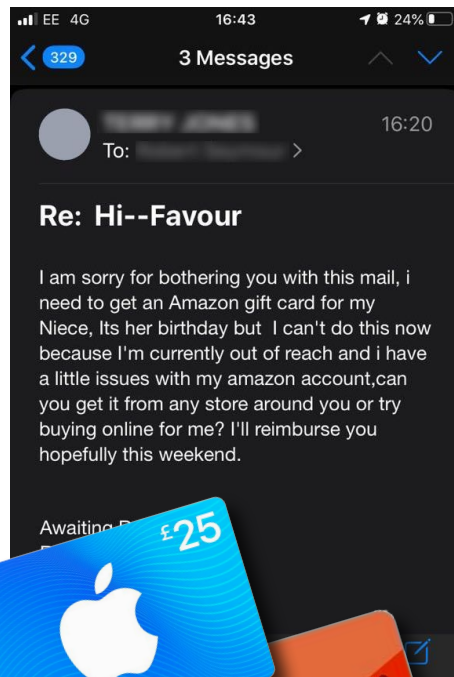 EE 4G 16:43 24%
329 3 Messages
16:20
To:
Re: Hi--Favour
I am sorry for bothering you with this mail, i
need to get an Amazon gift card for my
Niece, Its her birthday but I can't do this now
because I'm currently out of reach and i have
a little issues with my amazon account,can
you get it from any store around you or try
buying online for me? I'll reimburse you
hopefully this weekend.
Awaiting
£25